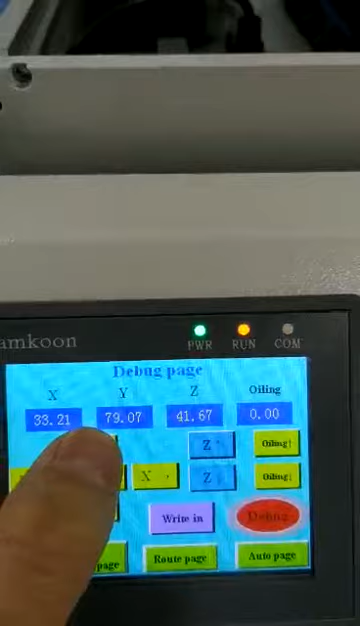 amkoon
PWR RUN COM
Debug page
X Y Z Oiling
33.21 79.07 41.67 0.00
Z Oiling
X Z Oiling
Write in Debug
page Route page Auto page